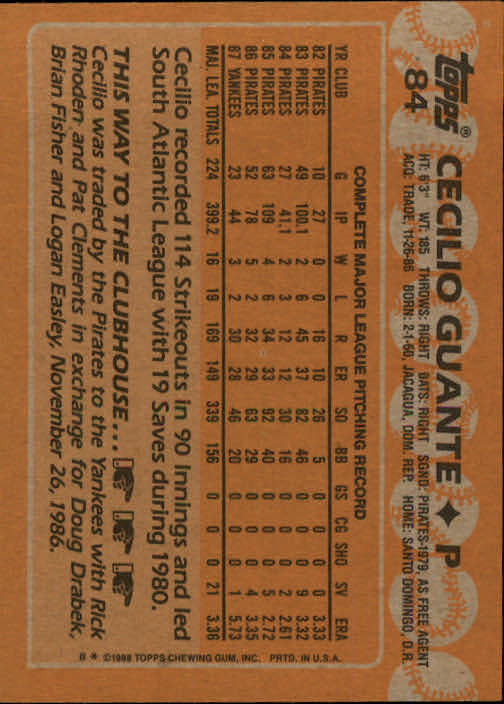 topps®
84
CECILIO GUANTE ♦ P
HT: 6'3" WT: 185 THROWS: RIGHT BATS: RIGHT SGND: PIRATES-1979, AS FREE AGENT
ACQ: TRADE, 11-26-86 BORN: 2-1-60, JACAGUA, DOM. REP. HOME: SANTO DOMINGO, D.R.
COMPLETE MAJOR LEAGUE PITCHING RECORD
YR CLUB G IP W L R ER SO BB GS CG SHO SV ERA
82 PIRATES 10 27 0 0 16 10 26 5 0 0 0 0 3.33
83 PIRATES 49 100.1 2 6 45 37 82 46 0 0 0 9 3.32
84 PIRATES 27 41.1 2 3 12 12 30 16 0 0 0 2 2.61
85 PIRATES 63 109 4 6 34 33 92 40 0 0 0 5 2.72
86 PIRATES 52 78 5 2 32 29 63 29 0 0 0 4 3.35
87 YANKEES 23 44 3 2 30 28 46 20 0 0 0 1 5.73
MAJ. LEA. TOTALS 224 399.2 16 19 169 149 339 156 0 0 0 21 3.36
Cecilio recorded 114 Strikeouts in 90 Innings and led
South Atlantic League with 19 Saves during 1980.
THIS WAY TO THE CLUBHOUSE...
Cecilio was traded by the Pirates to the Yankees with Rick
Rhoden and Pat Clements in exchange for Doug Drabek,
Brian Fisher and Logan Easley, November 26, 1986.
B * ©1988 TOPPS CHEWING GUM, INC. PRTD. IN U.S.A.